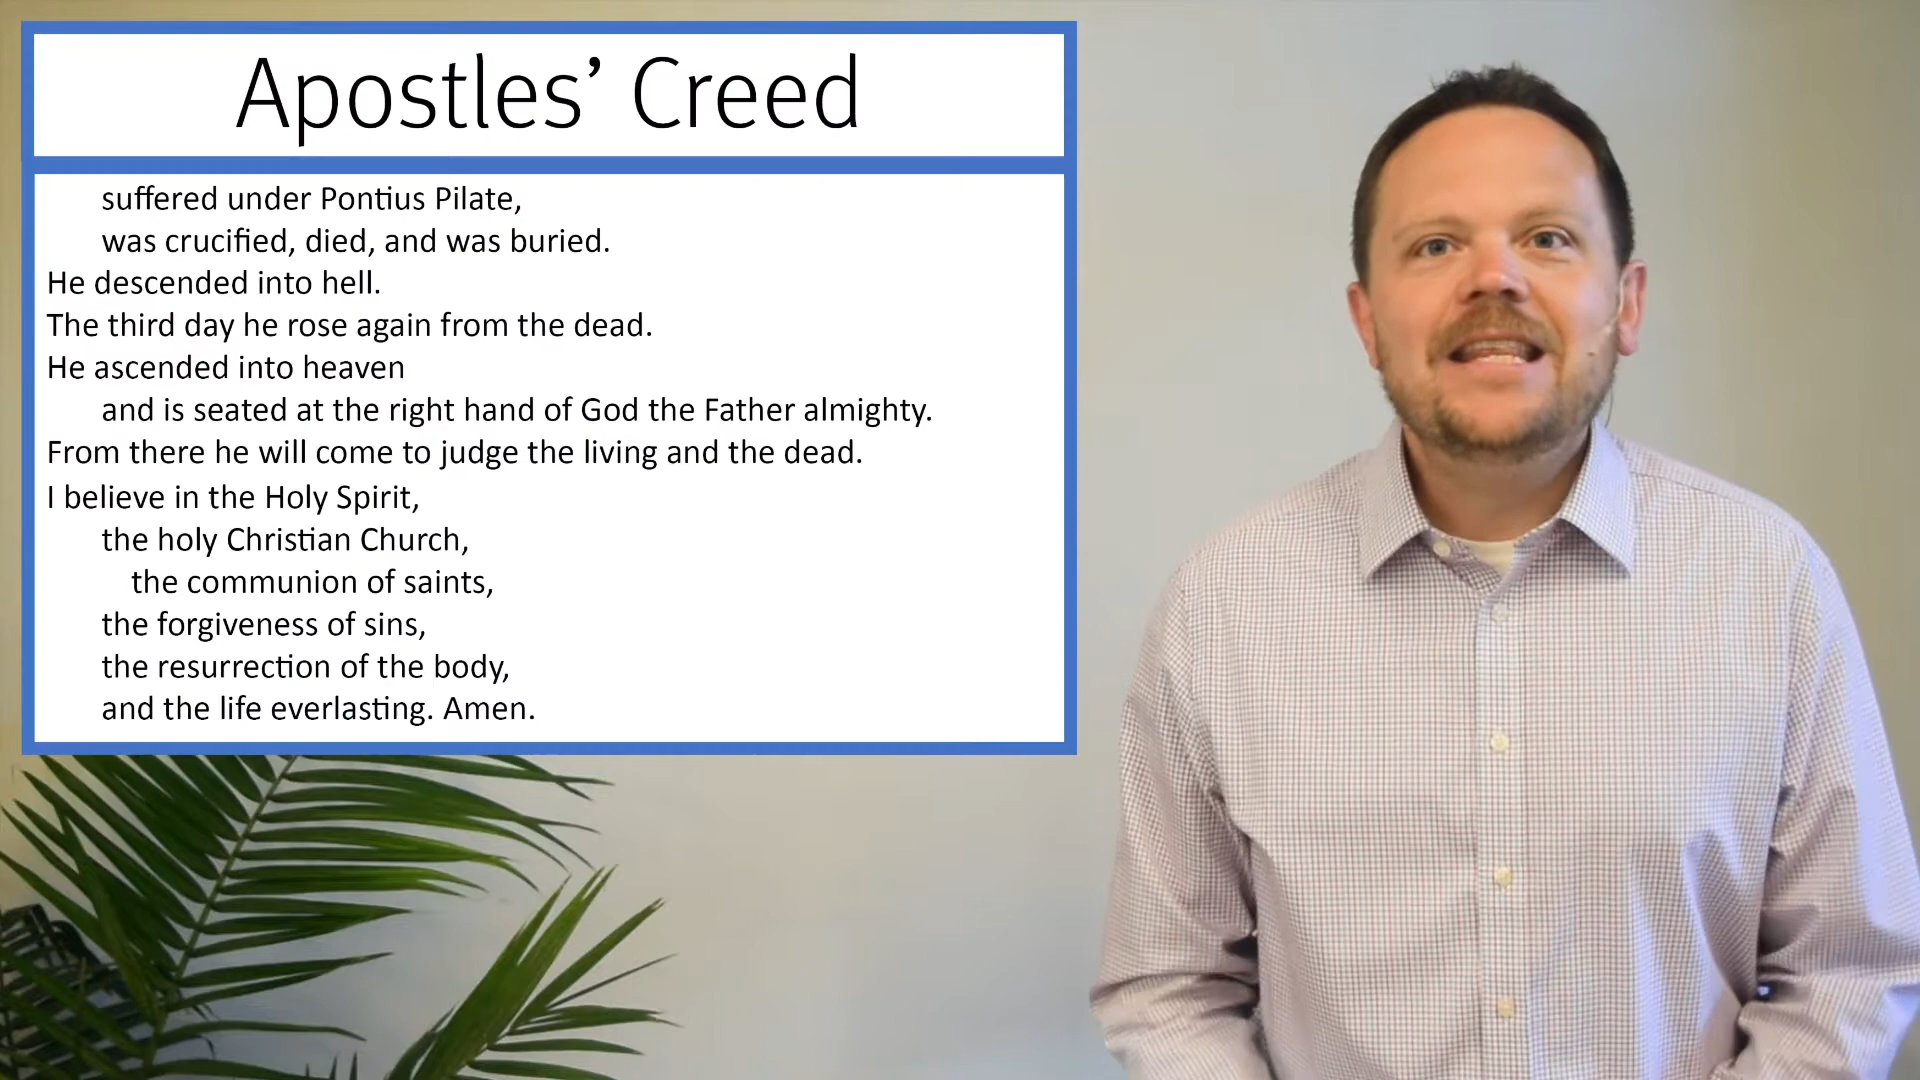 Apostles’ Creed
suffered under Pontius Pilate,
was crucified, died, and was buried.
He descended into hell.
The third day he rose again from the dead.
He ascended into heaven
and is seated at the right hand of God the Father almighty.
From there he will come to judge the living and the dead.
I believe in the Holy Spirit,
the holy Christian Church,
the communion of saints,
the forgiveness of sins,
the resurrection of the body,
and the life everlasting. Amen.